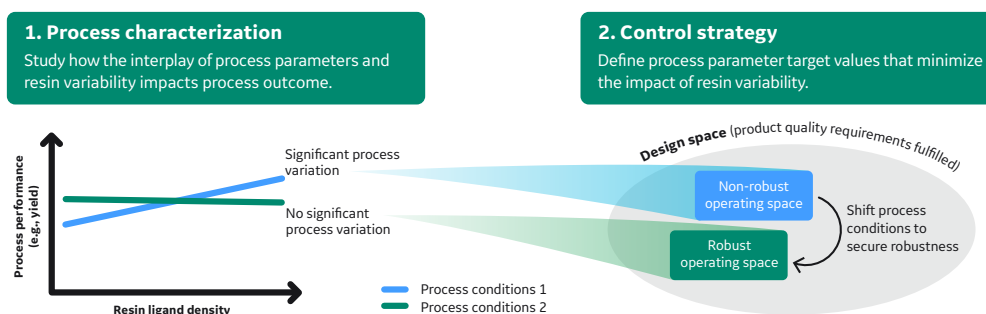 1. Process characterization
Study how the interplay of process parameters and
resin variability impacts process outcome.
2. Control strategy
Define process parameter target values that minimize
the impact of resin variability.
Process performance
(e.g., yield)
Resin ligand density
Significant process
variation
No significant
process variation
Process conditions 1
Process conditions 2
Design space (product quality requirements fulfilled)
Non-robust
operating space
Robust
operating space
Shift process
conditions to
secure robustness